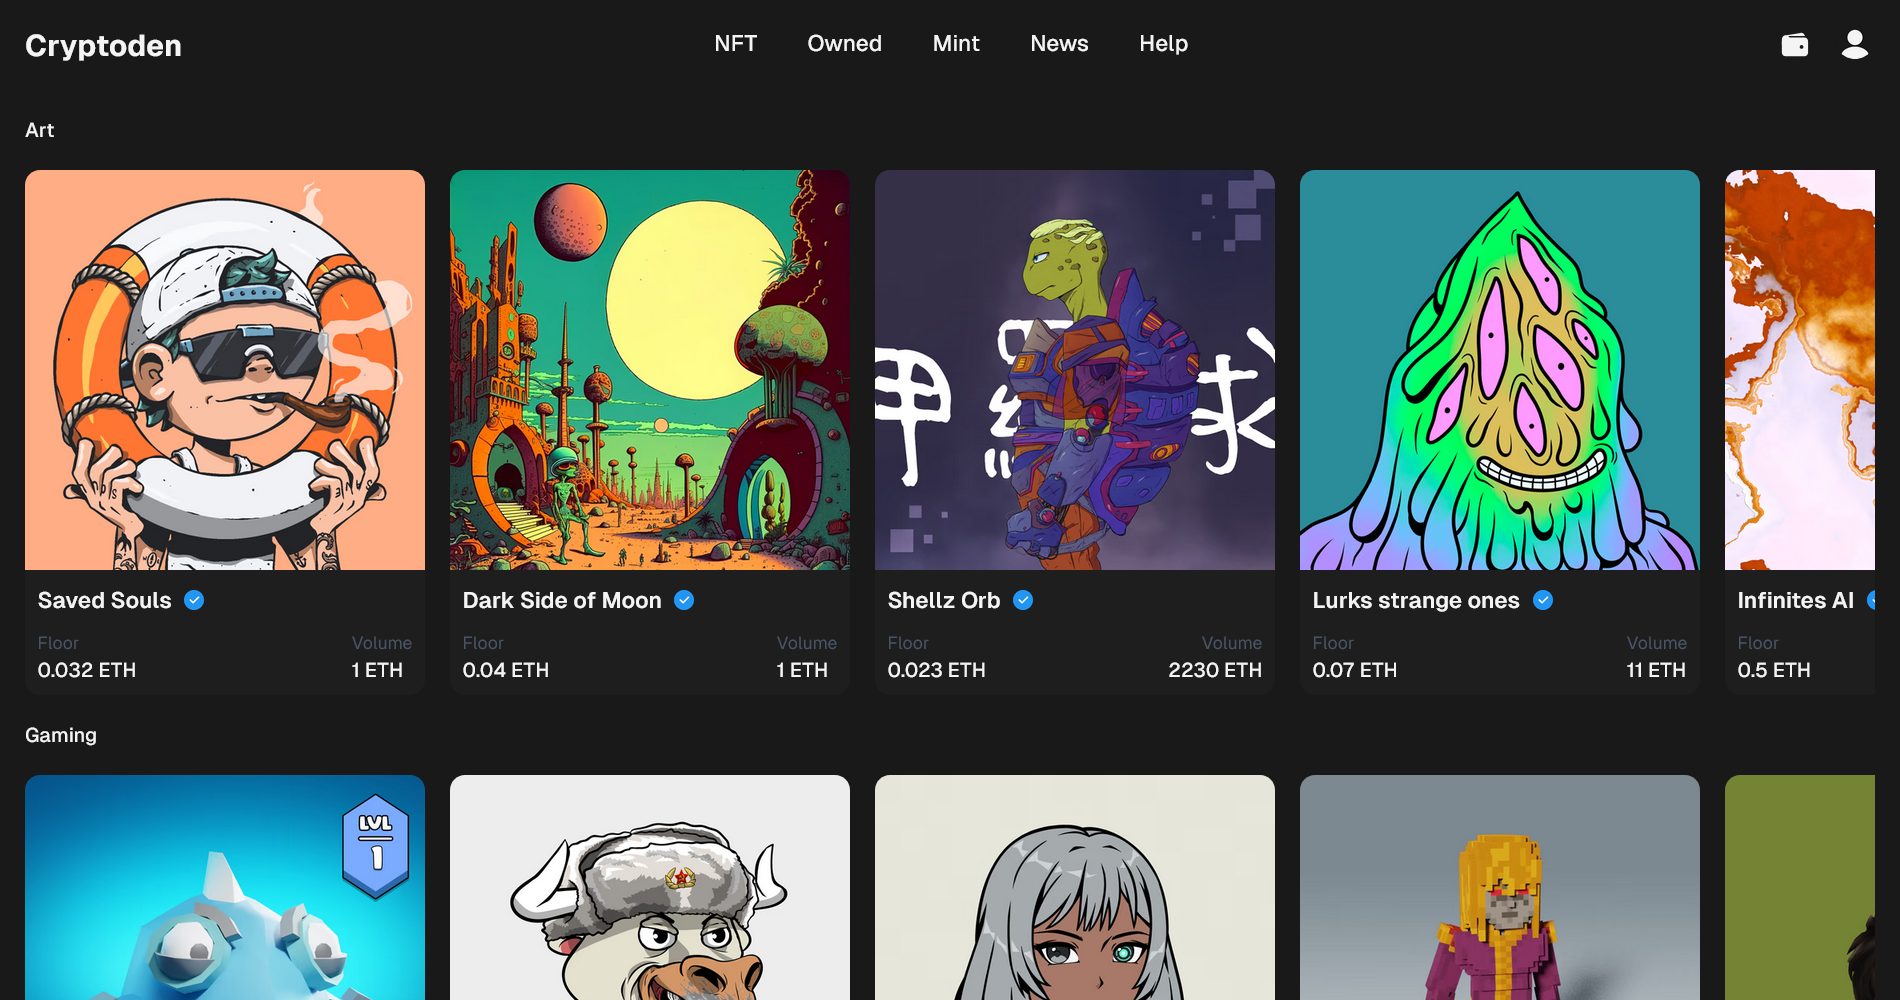 Cryptoden
NFT
Owned
Mint
News
Help
Art
Saved Souls
Floor
Volume
0.032 ETH
1 ETH
Dark Side of Moon
Floor
Volume
0.04 ETH
1 ETH
甲
救
Shellz Orb
Floor
Volume
0.023 ETH
2230 ETH
Lurks strange ones
Floor
Volume
0.07 ETH
11 ETH
Infinites AI
Floor
0.5 ETH
Gaming
LVL
1